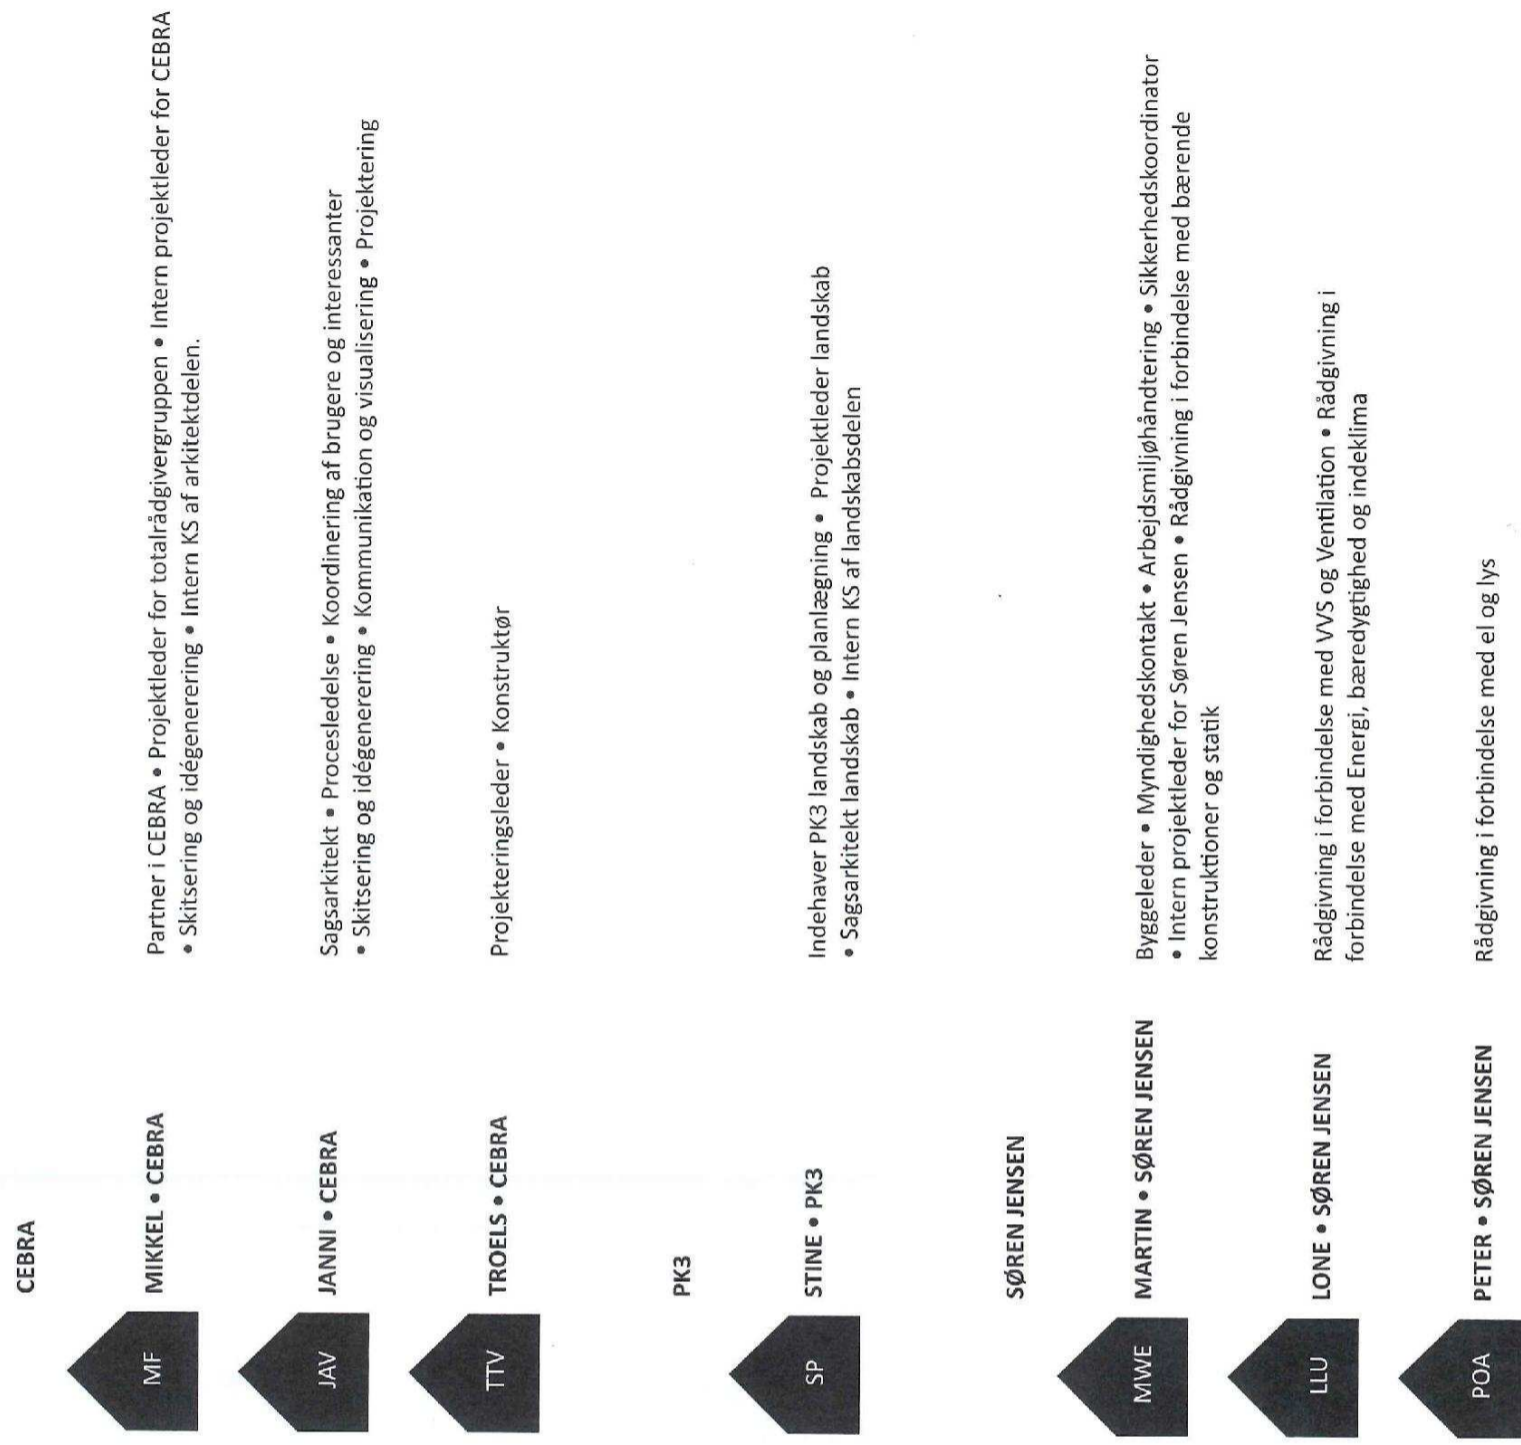 CEBRA
MF
MIKKEL • CEBRA
Partner i CEBRA • Projektleder for totalrådgivergruppen • Intern projektleder for CEBRA
• Skitsering og idégenerering • Intern KS af arkitektdelen.
JAV
JANNI • CEBRA
Sagsarkitekt • Procesledelse • Koordinering af brugere og interessanter
• Skitsering og idégenerering • Kommunikation og visualisering • Projektering
TTV
TROELS • CEBRA
Projekteringsleder • Konstruktør
PK3
SP
STINE • PK3
Indehaver PK3 landskab og planlægning • Projektleder landskab
• Sagsarkitekt landskab • Intern KS af landskabsdelen
SØREN JENSEN
MWE
MARTIN • SØREN JENSEN
Byggeleder • Myndighedskontakt • Arbejdsmiljøhåndtering • Sikkerhedskoordinator
• Intern projektleder for Søren Jensen • Rådgivning i forbindelse med bærende
konstruktioner og statik
LLU
LONE • SØREN JENSEN
Rådgivning i forbindelse med VVS og Ventilation • Rådgivning i
forbindelse med Energi, bæredygtighed og indeklima
POA
PETER • SØREN JENSEN
Rådgivning i forbindelse med el og lys